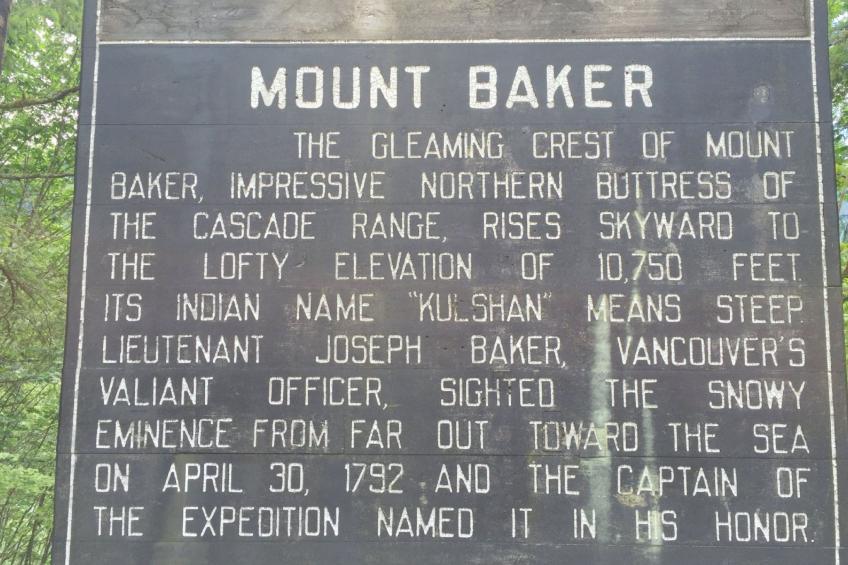 MOUNT BAKER
THE GLEAMING CREST OF MOUNT
BAKER, IMPRESSIVE NORTHERN BUTTRESS OF
THE CASCADE RANGE, RISES SKYWARD TO
THE LOFTY ELEVATION OF 10,750 FEET
ITS INDIAN NAME "KULSHAN" MEANS STEEP
LIEUTENANT JOSEPH BAKER, VANCOUVER'S
VALIANT OFFICER, SIGHTED THE SNOWY
EMINENCE FROM FAR OUT TOWARD THE SEA
ON APRIL 30, 1792 AND THE CAPTAIN OF
THE EXPEDITION NAMED IT IN HIS HONOR.